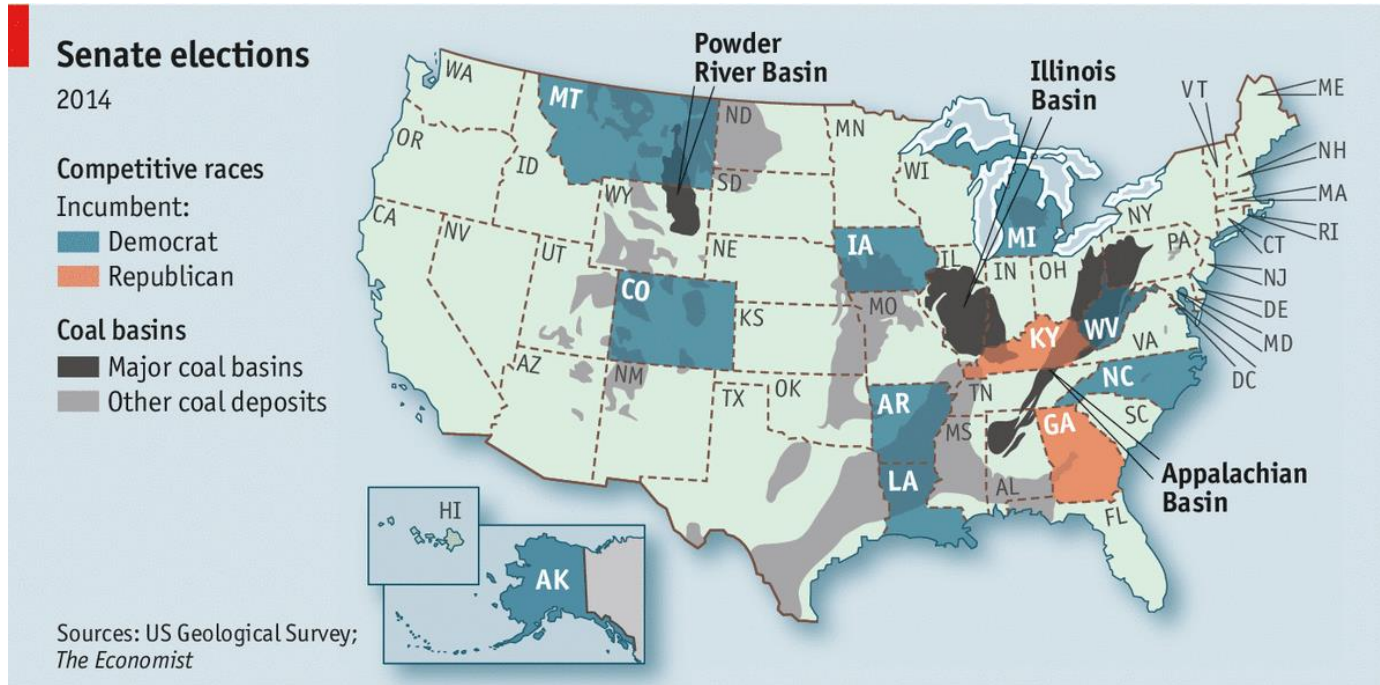 Senate elections
2014
Competitive races
Incumbent:
Democrat
Republican
Coal basins
Major coal basins
Other coal deposits
Sources: US Geological Survey;
The Economist
Powder
River Basin
Illinois
Basin
Appalachian
Basin
WA
OR
CA
NV
ID
MT
WY
UT
AZ
CO
NM
ND
SD
NE
KS
OK
TX
MN
IA
MO
AR
LA
WI
IL
MI
IN
OH
KY
TN
MS
AL
GA
FL
SC
NC
VA
WV
PA
NY
VT
ME
NH
MA
RI
CT
NJ
DE
MD
DC
HI
AK